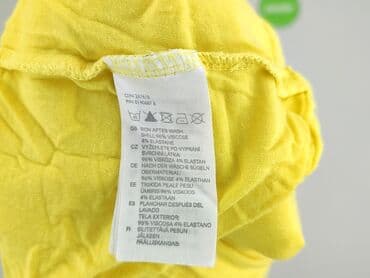 GB IRON AFTER WASH
SHELL:96% VISCOSE
4% ELASTANE
CZ VYŽEHLETE PO VYPRÁNÍ
SVRCHNÍ LÁTKA:
96% VISKÓZA 4% ELASTAN
DE NACH DER WÄSCHE BÜGELN
OBERMATERIAL:
96% VISKOSE 4% ELASTHAN
EE TRIIKIDA PEALE PESU
ÜMBRIS:96% VISKOOS
4% ELASTAAN
ES PLANCHAR DESPUÉS DEL
LAVADO
TELA EXTERIOR:
96% VISCOSA 4% ELASTANO
FI SILITETTÄVÄ PESUN
JÄLKEEN
PÄÄLLISKANGAS: